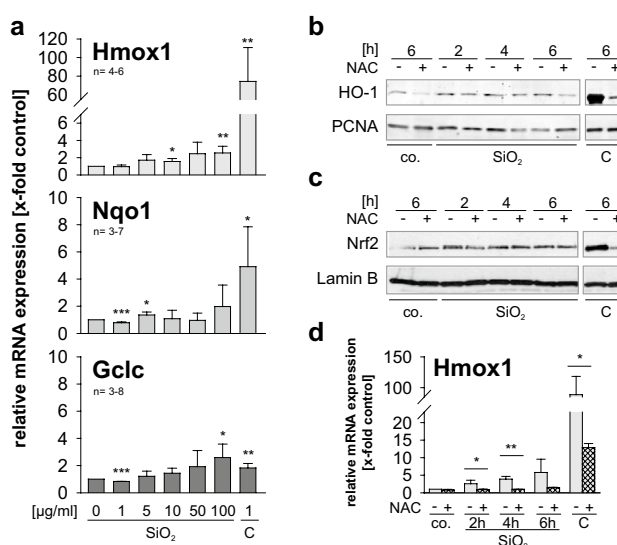 a
relative mRNA expression [x-fold control]
Hmox1
n= 4-6
120
100
80
60
6
4
2
0
*
**
**
Nqo1
n= 3-7
10
8
6
4
2
0
***
*
*
Gclc
n= 3-8
10
8
6
4
2
0
***
*
**
[µg/ml] 0 1 5 10 50 100 1
SiO2 C
b
[h] 6 2 4 6 6
NAC - + - + - + - + - +
HO-1
PCNA
co. SiO2 C
c
[h] 6 2 4 6 6
NAC - + - + - + - + - +
Nrf2
Lamin B
co. SiO2 C
d
relative mRNA expression
[x-fold control]
Hmox1
150
100
25
20
15
10
5
0
*
**
*
NAC - + - + - + - + - +
co. 2h 4h 6h C
SiO2